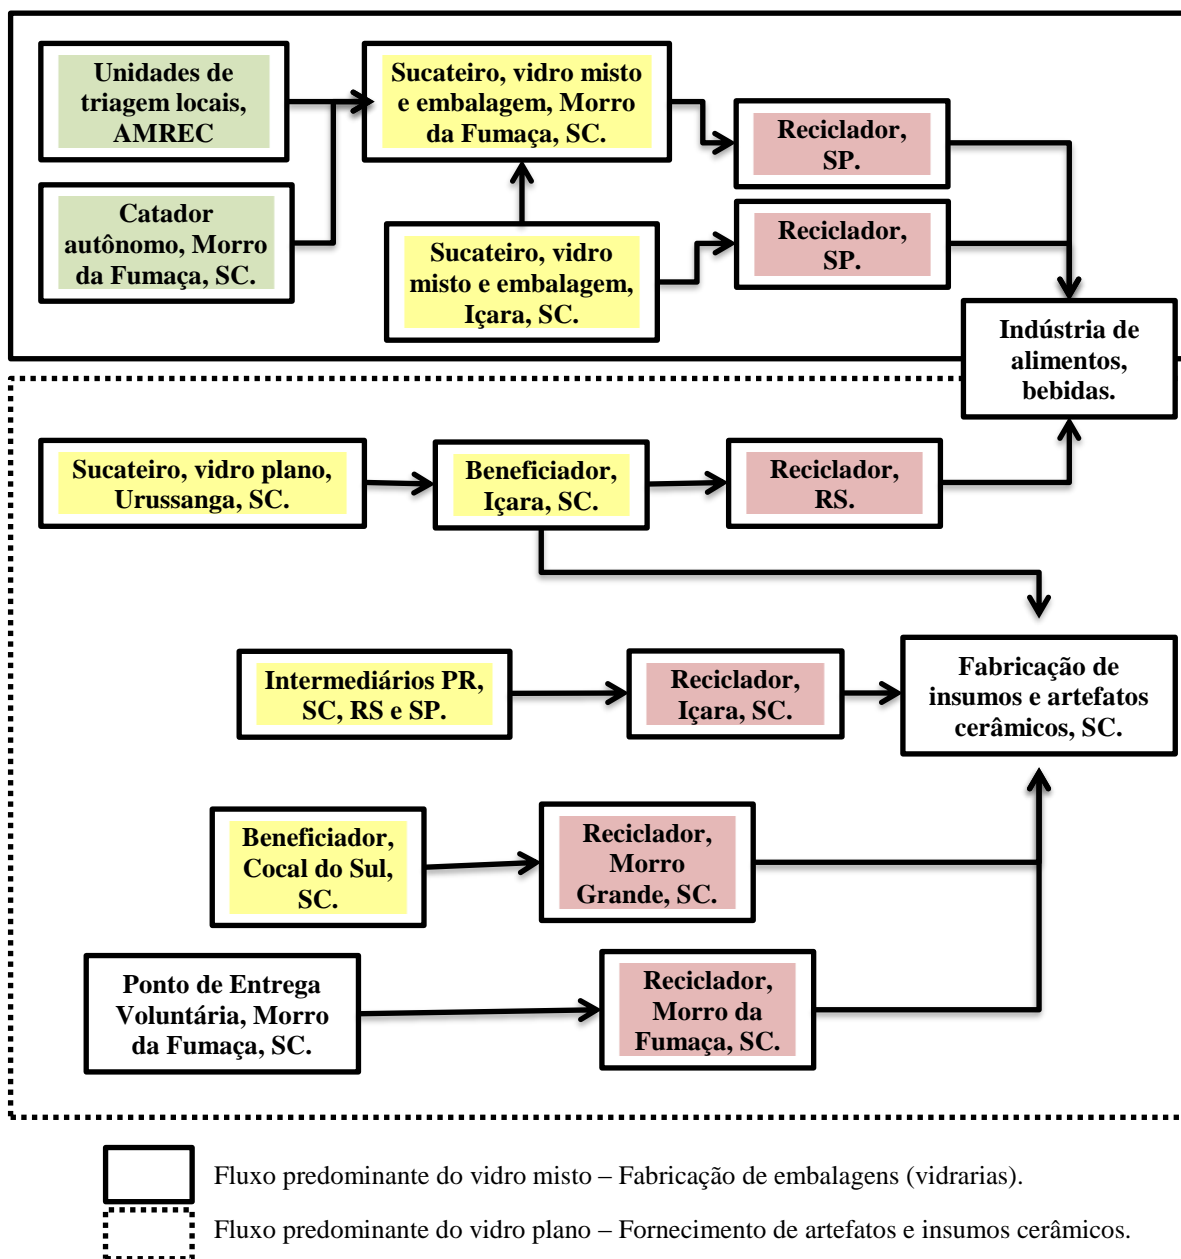 Unidades de
triagem locais,
AMREC
Sucateiro, vidro misto
e embalagem, Morro
da Fumaça, SC.
Reciclador,
SP.
Catador
autônomo, Morro
da Fumaça, SC.
Sucateiro, vidro
misto e embalagem,
Içara, SC.
Reciclador,
SP.
Indústria de
alimentos,
bebidas.
Sucateiro, vidro plano,
Urussanga, SC.
Beneficiador,
Içara, SC.
Reciclador,
RS.
Intermediários PR,
SC, RS e SP.
Reciclador,
Içara, SC.
Fabricação de
insumos e artefatos
cerâmicos, SC.
Beneficiador,
Cocal do Sul,
SC.
Reciclador,
Morro
Grande, SC.
Ponto de Entrega
Voluntária, Morro
da Fumaça, SC.
Reciclador,
Morro da
Fumaça, SC.
Fluxo predominante do vidro misto – Fabricação de embalagens (vidrarias).
Fluxo predominante do vidro plano – Fornecimento de artefatos e insumos cerâmicos.